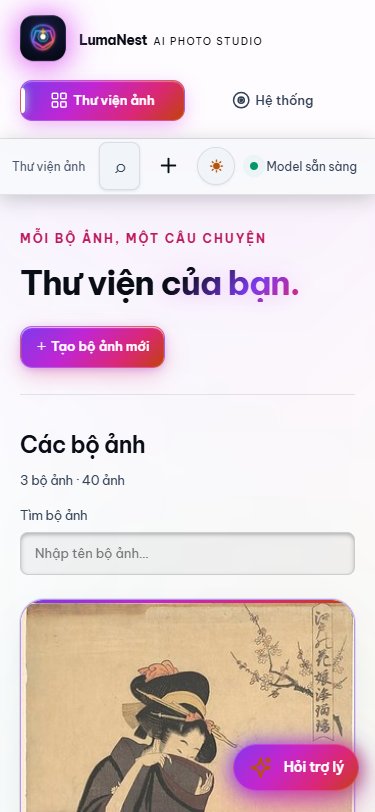 LumaNest AI PHOTO STUDIO
Thư viện ảnh
Hệ thống
Thư viện ảnh
Model sẵn sàng
MỖI BỘ ẢNH, MỘT CÂU CHUYỆN
Thư viện của bạn.
+ Tạo bộ ảnh mới
Các bộ ảnh
3 bộ ảnh · 40 ảnh
Tìm bộ ảnh
Nhập tên bộ ảnh...
Hỏi trợ lý